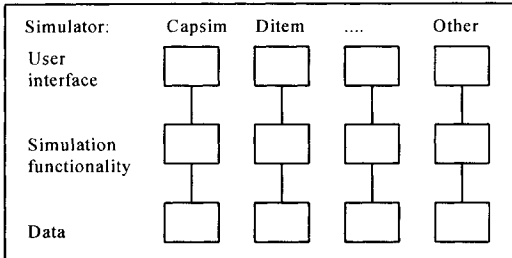 Simulator: Capsim Ditem .... Other
User
interface
Simulation
functionality
Data